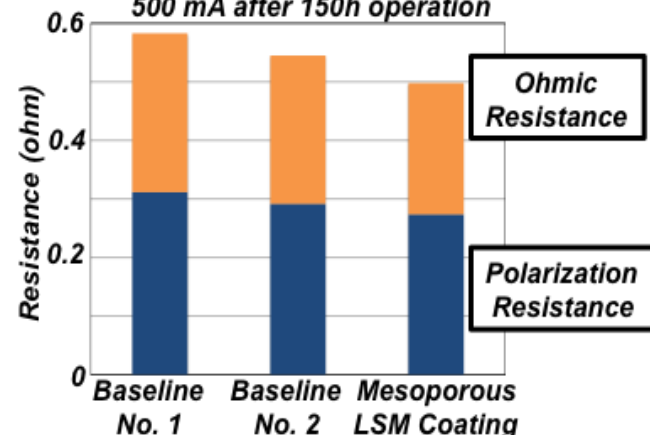 500 mA after 150h operation
0.6
0.4
0.2
0
Resistance (ohm)
Ohmic
Resistance
Polarization
Resistance
Baseline
No. 1
Baseline
No. 2
Mesoporous
LSM Coating